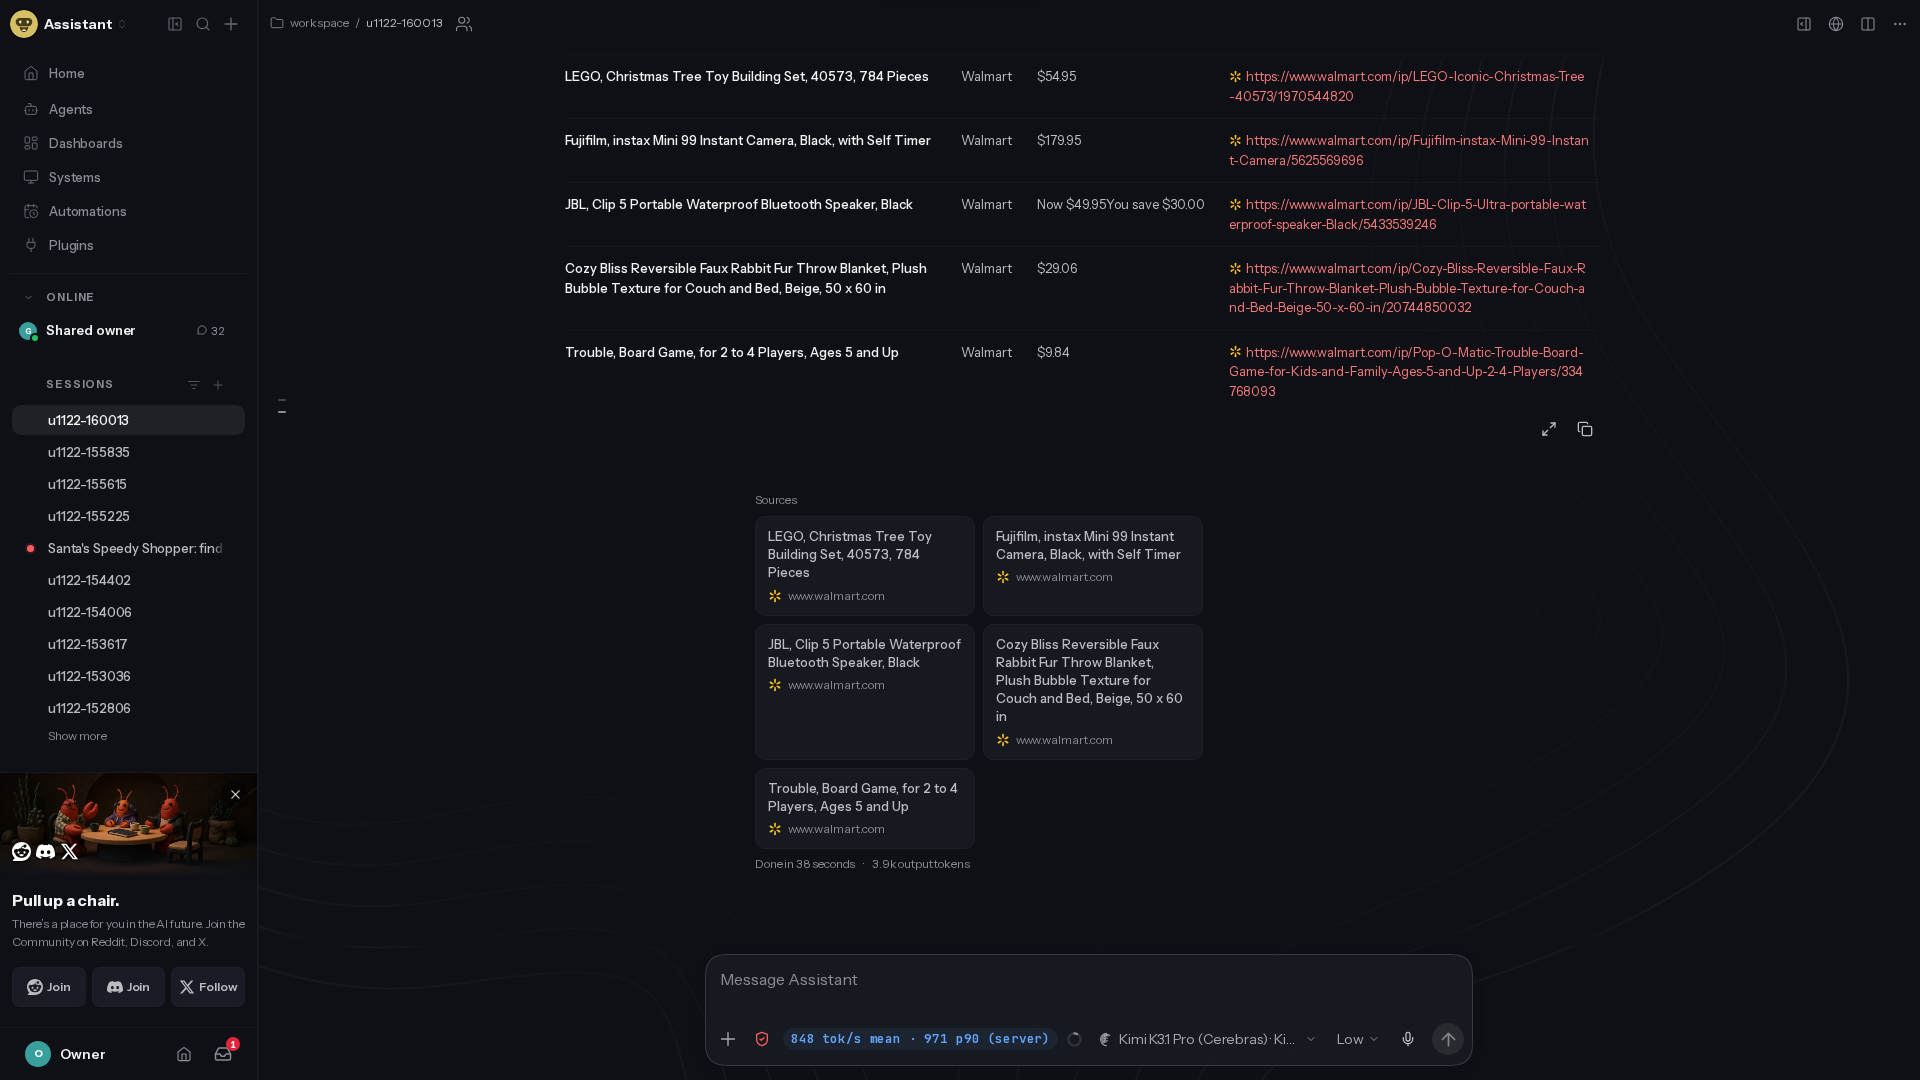 Assistant
Home
Agents
Dashboards
Systems
Automations
Plugins
ONLINE
G Shared owner 32
SESSIONS
u1122-160013
u1122-155835
u1122-155615
u1122-155225
Santa's Speedy Shopper: find
u1122-154402
u1122-154006
u1122-153617
u1122-153036
u1122-152806
Show more
Pull up a chair.
There's a place for you in the AI future. Join the
Community on Reddit, Discord, and X.
Join Join Follow
O Owner 1
workspace / u1122-160013
LEGO, Christmas Tree Toy Building Set, 40573, 784 Pieces Walmart $54.95 https://www.walmart.com/ip/LEGO-Iconic-Christmas-Tree
-40573/1970544820
Fujifilm, instax Mini 99 Instant Camera, Black, with Self Timer Walmart $179.95 https://www.walmart.com/ip/Fujifilm-instax-Mini-99-Instan
t-Camera/5625569696
JBL, Clip 5 Portable Waterproof Bluetooth Speaker, Black Walmart Now $49.95You save $30.00 https://www.walmart.com/ip/JBL-Clip-5-Ultra-portable-wat
erproof-speaker-Black/5433539246
Cozy Bliss Reversible Faux Rabbit Fur Throw Blanket, Plush Walmart $29.06 https://www.walmart.com/ip/Cozy-Bliss-Reversible-Faux-R
Bubble Texture for Couch and Bed, Beige, 50 x 60 in abbit-Fur-Throw-Blanket-Plush-Bubble-Texture-for-Couch-a
nd-Bed-Beige-50-x-60-in/20744850032
Trouble, Board Game, for 2 to 4 Players, Ages 5 and Up Walmart $9.84 https://www.walmart.com/ip/Pop-O-Matic-Trouble-Board-
Game-for-Kids-and-Family-Ages-5-and-Up-2-4-Players/334
768093
Sources
LEGO, Christmas Tree Toy
Building Set, 40573, 784
Pieces
www.walmart.com
Fujifilm, instax Mini 99 Instant
Camera, Black, with Self Timer
www.walmart.com
JBL, Clip 5 Portable Waterproof
Bluetooth Speaker, Black
www.walmart.com
Cozy Bliss Reversible Faux
Rabbit Fur Throw Blanket,
Plush Bubble Texture for
Couch and Bed, Beige, 50 x 60
in
www.walmart.com
Trouble, Board Game, for 2 to 4
Players, Ages 5 and Up
www.walmart.com
Done in 38 seconds · 3.9k output tokens
Message Assistant
848 tok/s mean · 971 p90 (server) Kimi K3.1 Pro (Cerebras) · Ki... Low